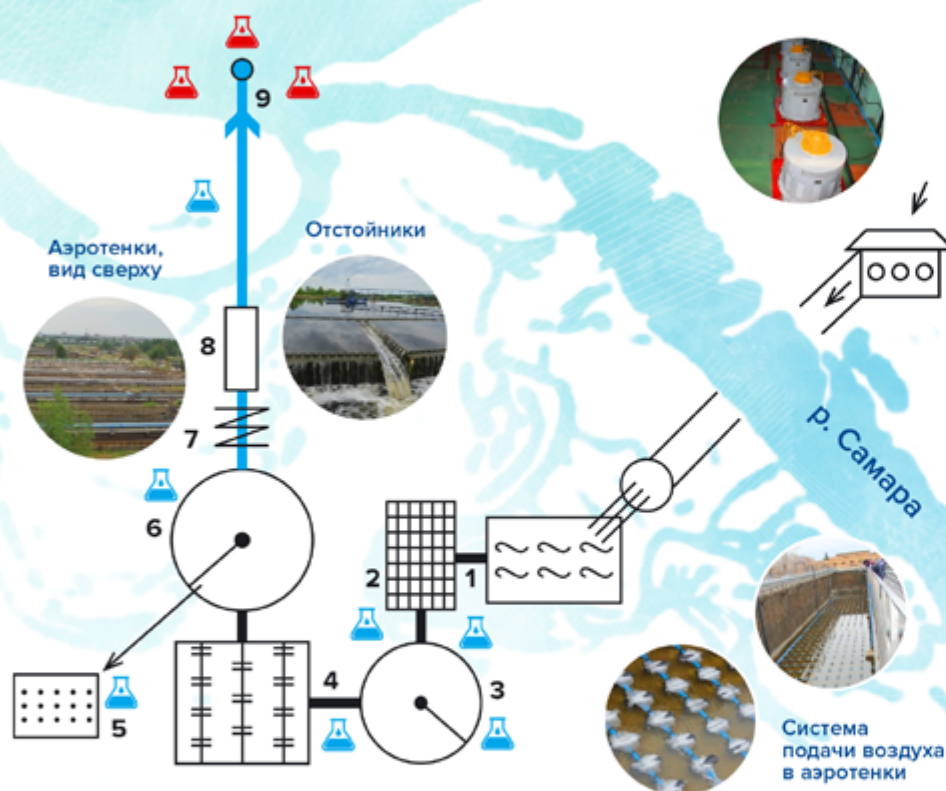 9
Аэротенки,
вид сверху
Отстойники
8
7
р. Самара
6
2
1
4
3
5
Система
подачи воздуха
в аэротенки